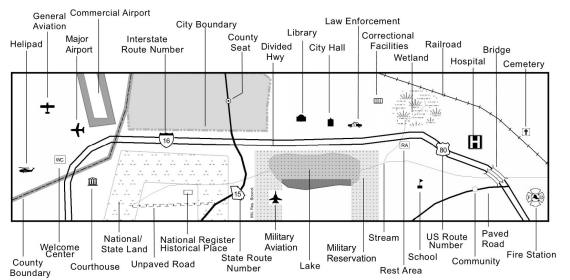 General
Aviation
Commercial Airport
City Boundary
County
Seat
Library
Law Enforcement
Correctional
Facilities
Railroad
Bridge
Helipad
Major
Airport
Interstate
Route Number
Divided
Hwy
City Hall
Wetland
Hospital
Cemetery
WC
16
RA
80
15
County
Boundary
Welcome
Center
Courthouse
National/
State Land
Unpaved Road
National Register
Historical Place
State Route
Number
Military
Aviation
Lake
Military
Reservation
Stream
Rest Area
School
US Route
Number
Community
Paved
Road
Fire Station